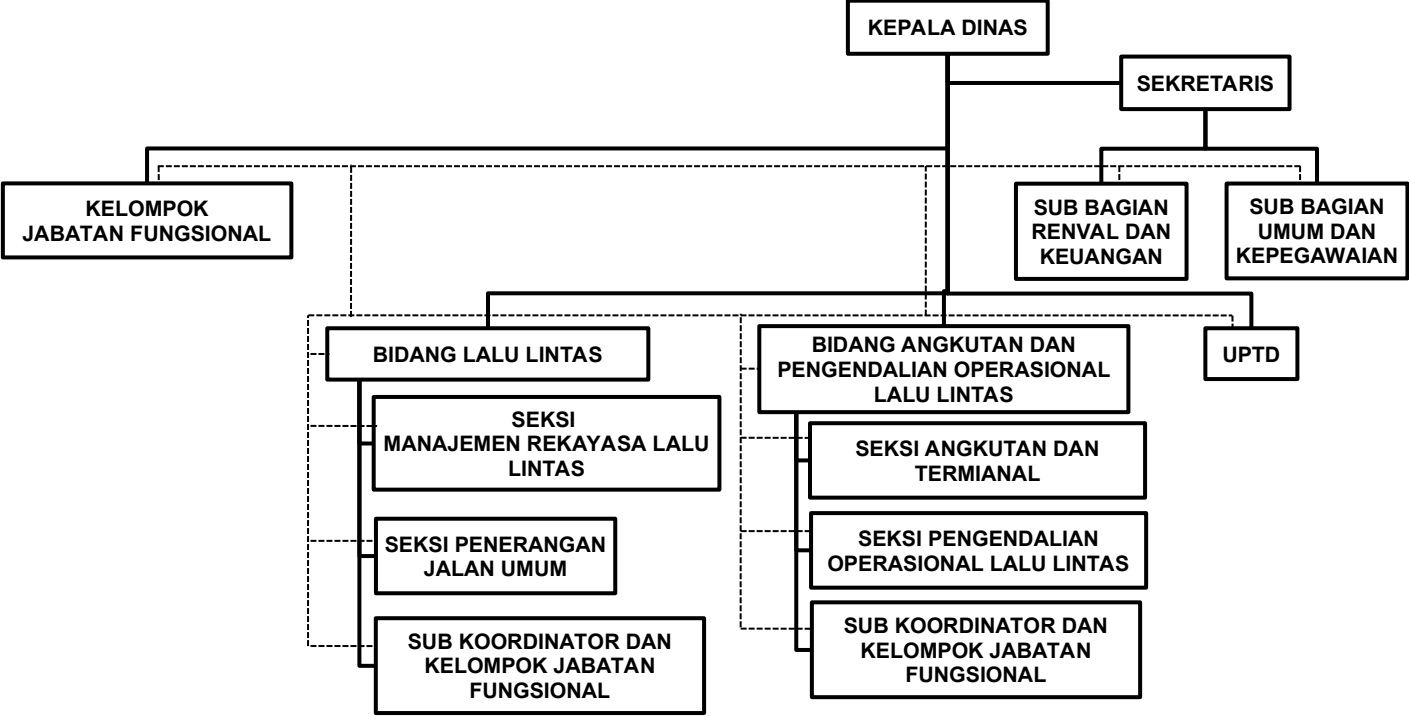 KEPALA DINAS
SEKRETARIS
KELOMPOK
JABATAN FUNGSIONAL
SUB BAGIAN
RENVAL DAN
KEUANGAN
SUB BAGIAN
UMUM DAN
KEPEGAWAIAN
BIDANG LALU LINTAS
BIDANG ANGKUTAN DAN
PENGENDALIAN OPERASIONAL
LALU LINTAS
UPTD
SEKSI
MANAJEMEN REKAYASA LALU
LINTAS
SEKSI PENERANGAN
JALAN UMUM
SUB KOORDINATOR DAN
KELOMPOK JABATAN
FUNGSIONAL
SEKSI ANGKUTAN DAN
TERMIANAL
SEKSI PENGENDALIAN
OPERASIONAL LALU LINTAS
SUB KOORDINATOR DAN
KELOMPOK JABATAN
FUNGSIONAL